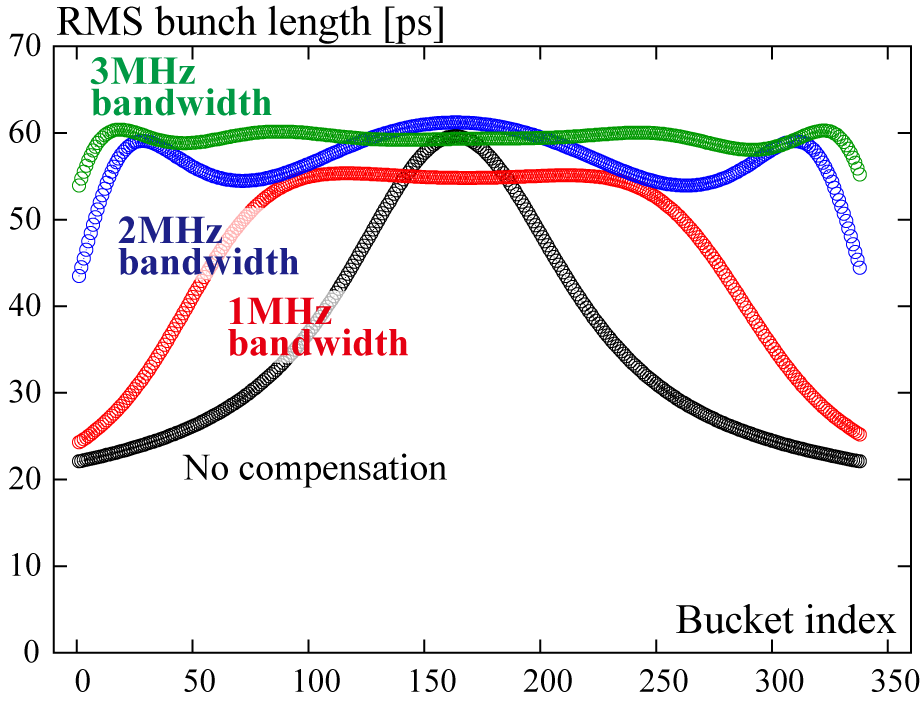 RMS bunch length [ps]
70
3MHz
bandwidth
60
50
2MHz
bandwidth
40
1MHz
bandwidth
30
No compensation
20
10
Bucket index
0
0 50 100 150 200 250 300 350